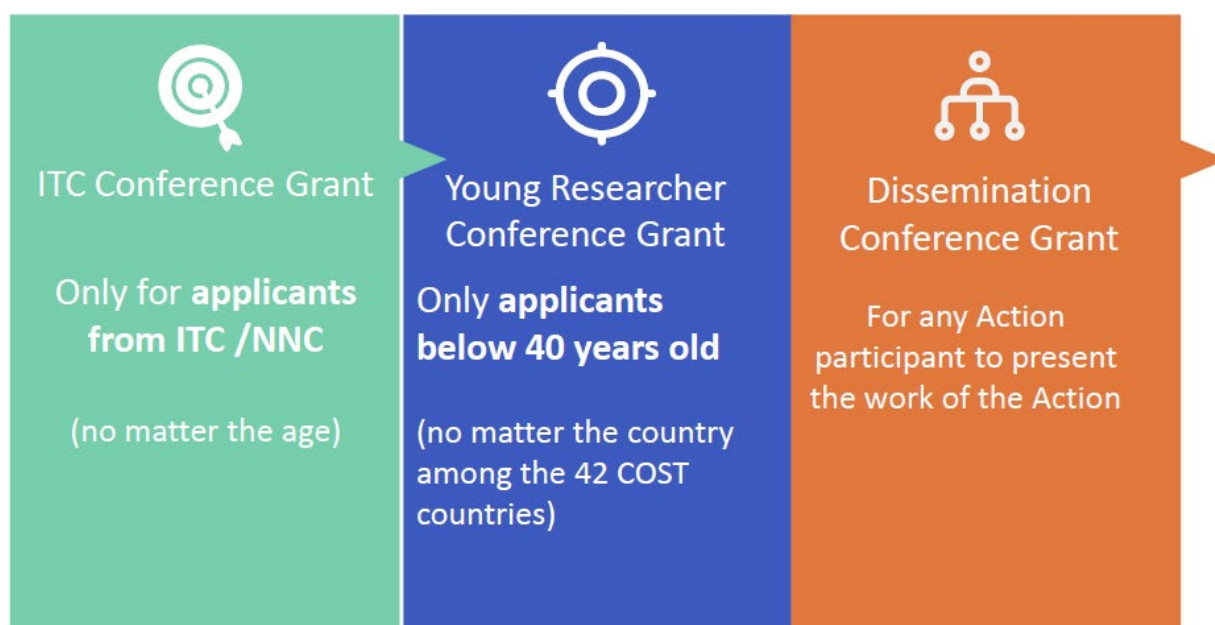 ITC Conference Grant
Only for applicants
from ITC /NNC
(no matter the age)
Young Researcher
Conference Grant
Only applicants
below 40 years old
(no matter the country
among the 42 COST
countries)
Dissemination
Conference Grant
For any Action
participant to present
the work of the Action